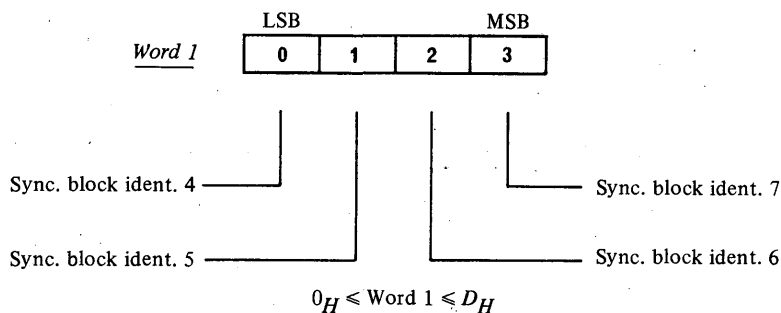 LSB MSB
Word 1 0 1 2 3
Sync. block ident. 4 Sync. block ident. 7
Sync. block ident. 5 Sync. block ident. 6
0H ⩽ Word 1 ⩽ DH